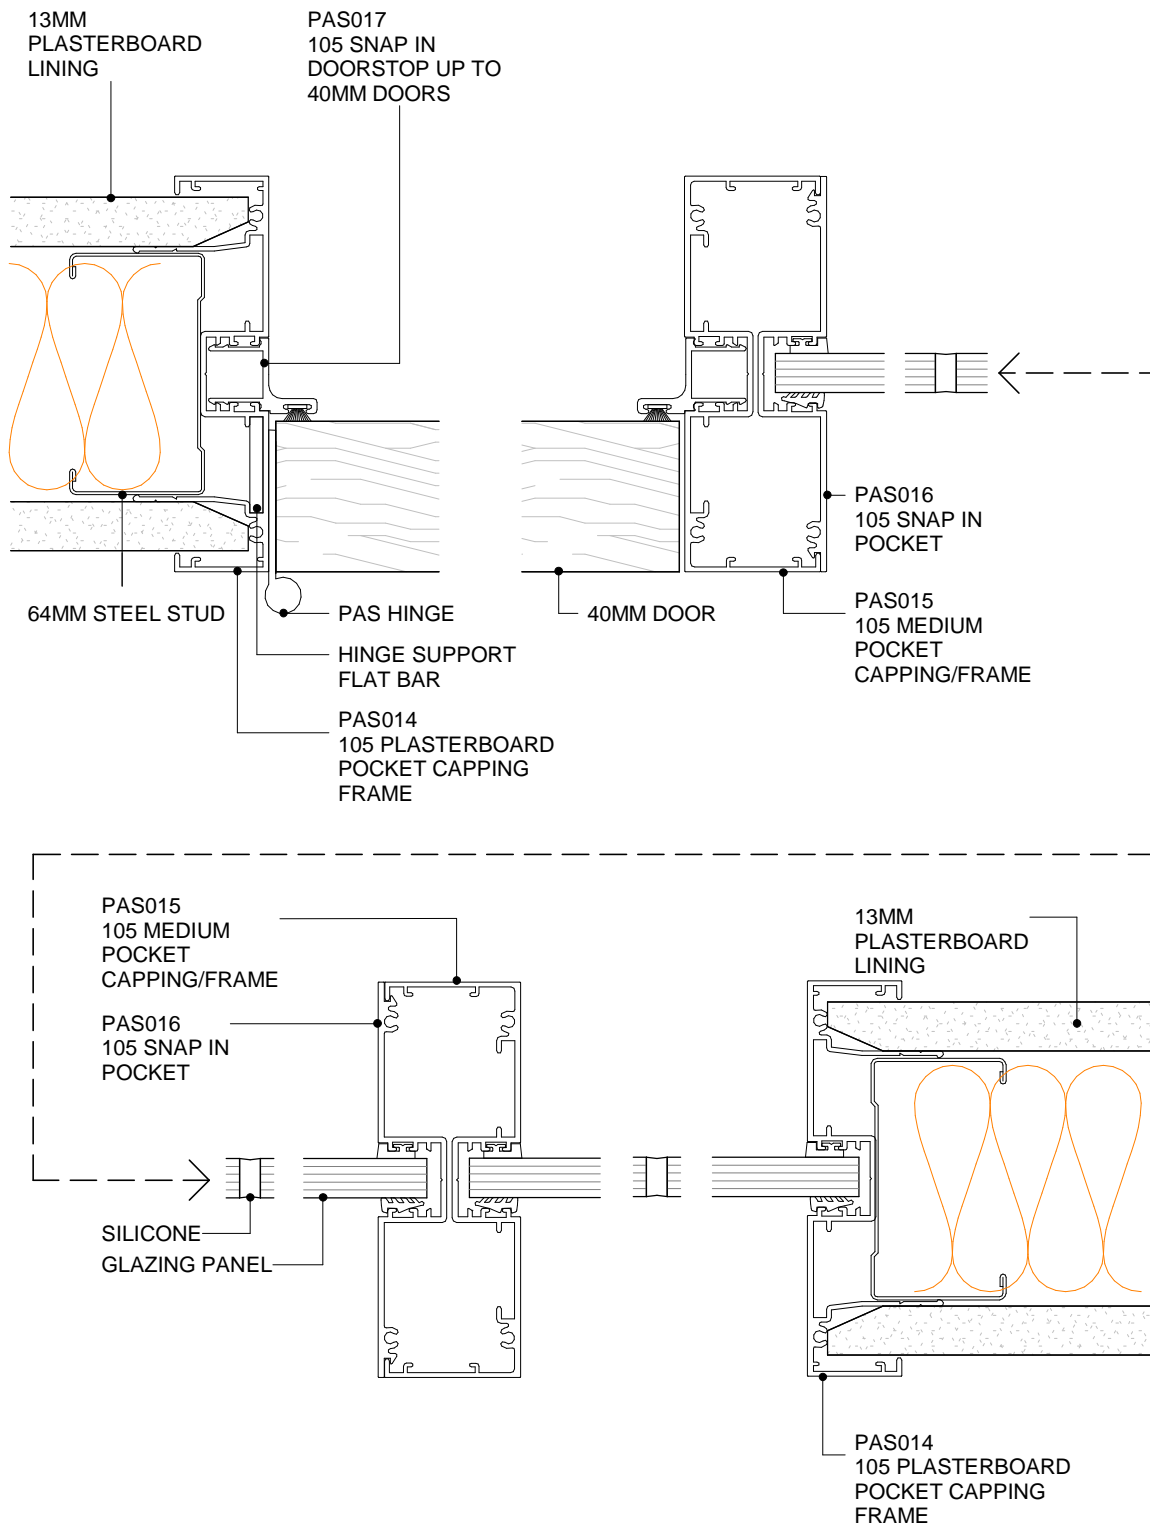 13MM
PLASTERBOARD
LINING
PAS017
105 SNAP IN
DOORSTOP UP TO
40MM DOORS
PAS016
105 SNAP IN
POCKET
64MM STEEL STUD
PAS HINGE
40MM DOOR
PAS015
105 MEDIUM
POCKET
CAPPING/FRAME
HINGE SUPPORT
FLAT BAR
PAS014
105 PLASTERBOARD
POCKET CAPPING
FRAME
PAS015
105 MEDIUM
POCKET
CAPPING/FRAME
13MM
PLASTERBOARD
LINING
PAS016
105 SNAP IN
POCKET
SILICONE
GLAZING PANEL
PAS014
105 PLASTERBOARD
POCKET CAPPING
FRAME